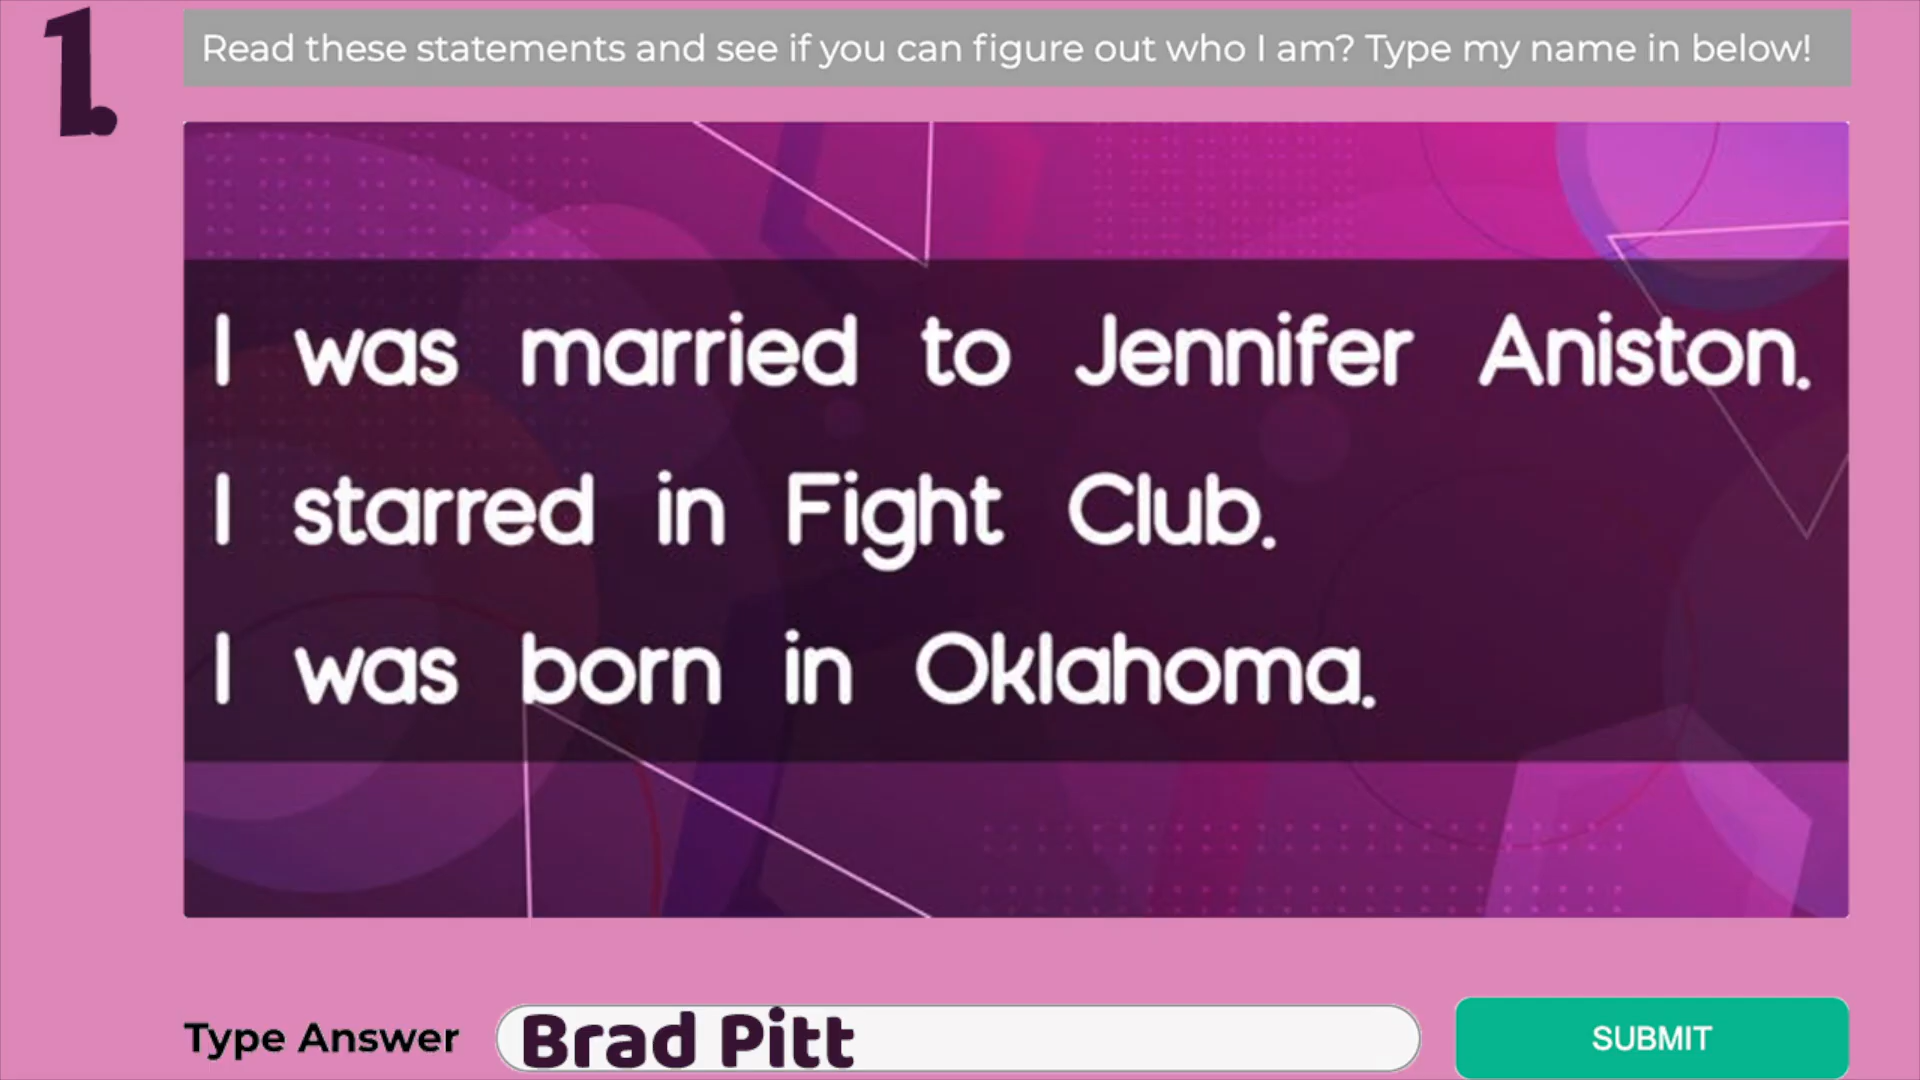 1.
Read these statements and see if you can figure out who I am? Type my name in below!
I was married to Jennifer Aniston.
I starred in Fight Club.
I was born in Oklahoma.
Type Answer
Brad Pitt
SUBMIT